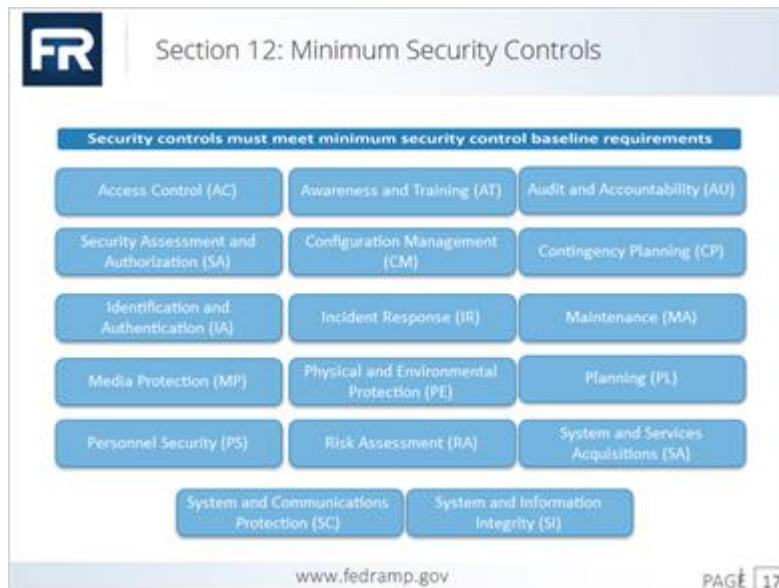 FR
Section 12: Minimum Security Controls
Security controls must meet minimum security control baseline requirements
Access Control (AC)
Awareness and Training (AT)
Audit and Accountability (AU)
Security Assessment and
Authorization (SA)
Configuration Management
(CM)
Contingency Planning (CP)
Identification and
Authentication (IA)
Incident Response (IR)
Maintenance (MA)
Media Protection (MP)
Physical and Environmental
Protection (PE)
Planning (PL)
Personnel Security (PS)
Risk Assessment (RA)
System and Services
Acquisitions (SA)
System and Communications
Protection (SC)
System and Information
Integrity (SI)
www.fedramp.gov
PAGE 17